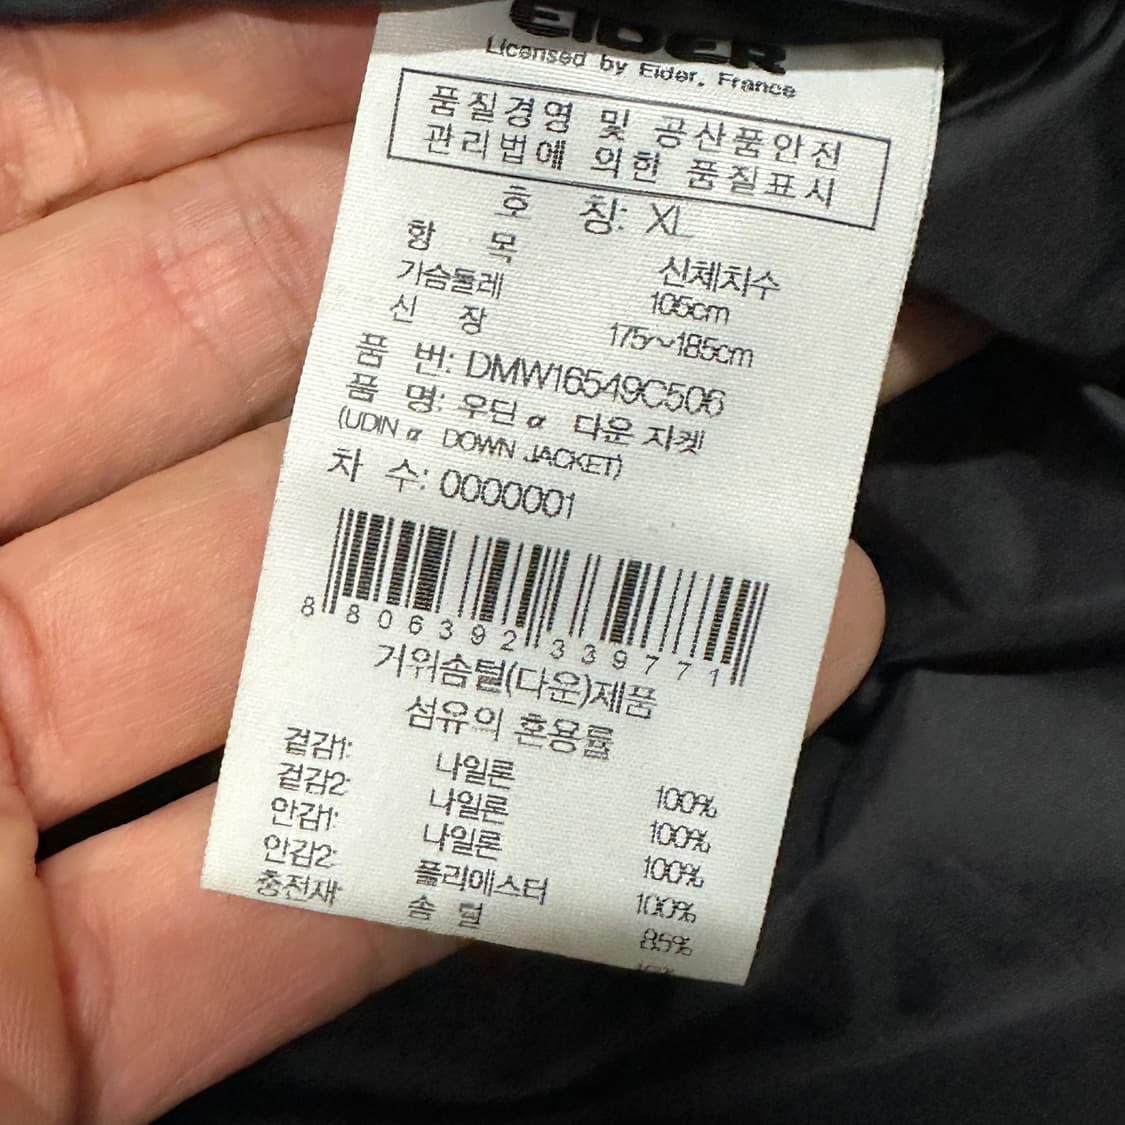 EIDER
Licensed by Eider, France
품질경영 및 공산품안전
관리법에 의한 품질표시
호 칭: XL
항 목 신체치수
가슴둘레 105cm
신 장 175~185cm
품 번: DMW16549C506
품 명: 우딘 α 다운 자켓
(UDIN α DOWN JACKET)
차 수: 0000001
8 806392 339771
거위솜털(다운)제품
섬유의 혼용률
겉감1: 나일론 100%
겉감2: 나일론 100%
안감1: 나일론 100%
안감2: 폴리에스터 100%
충전재: 솜 털 85%